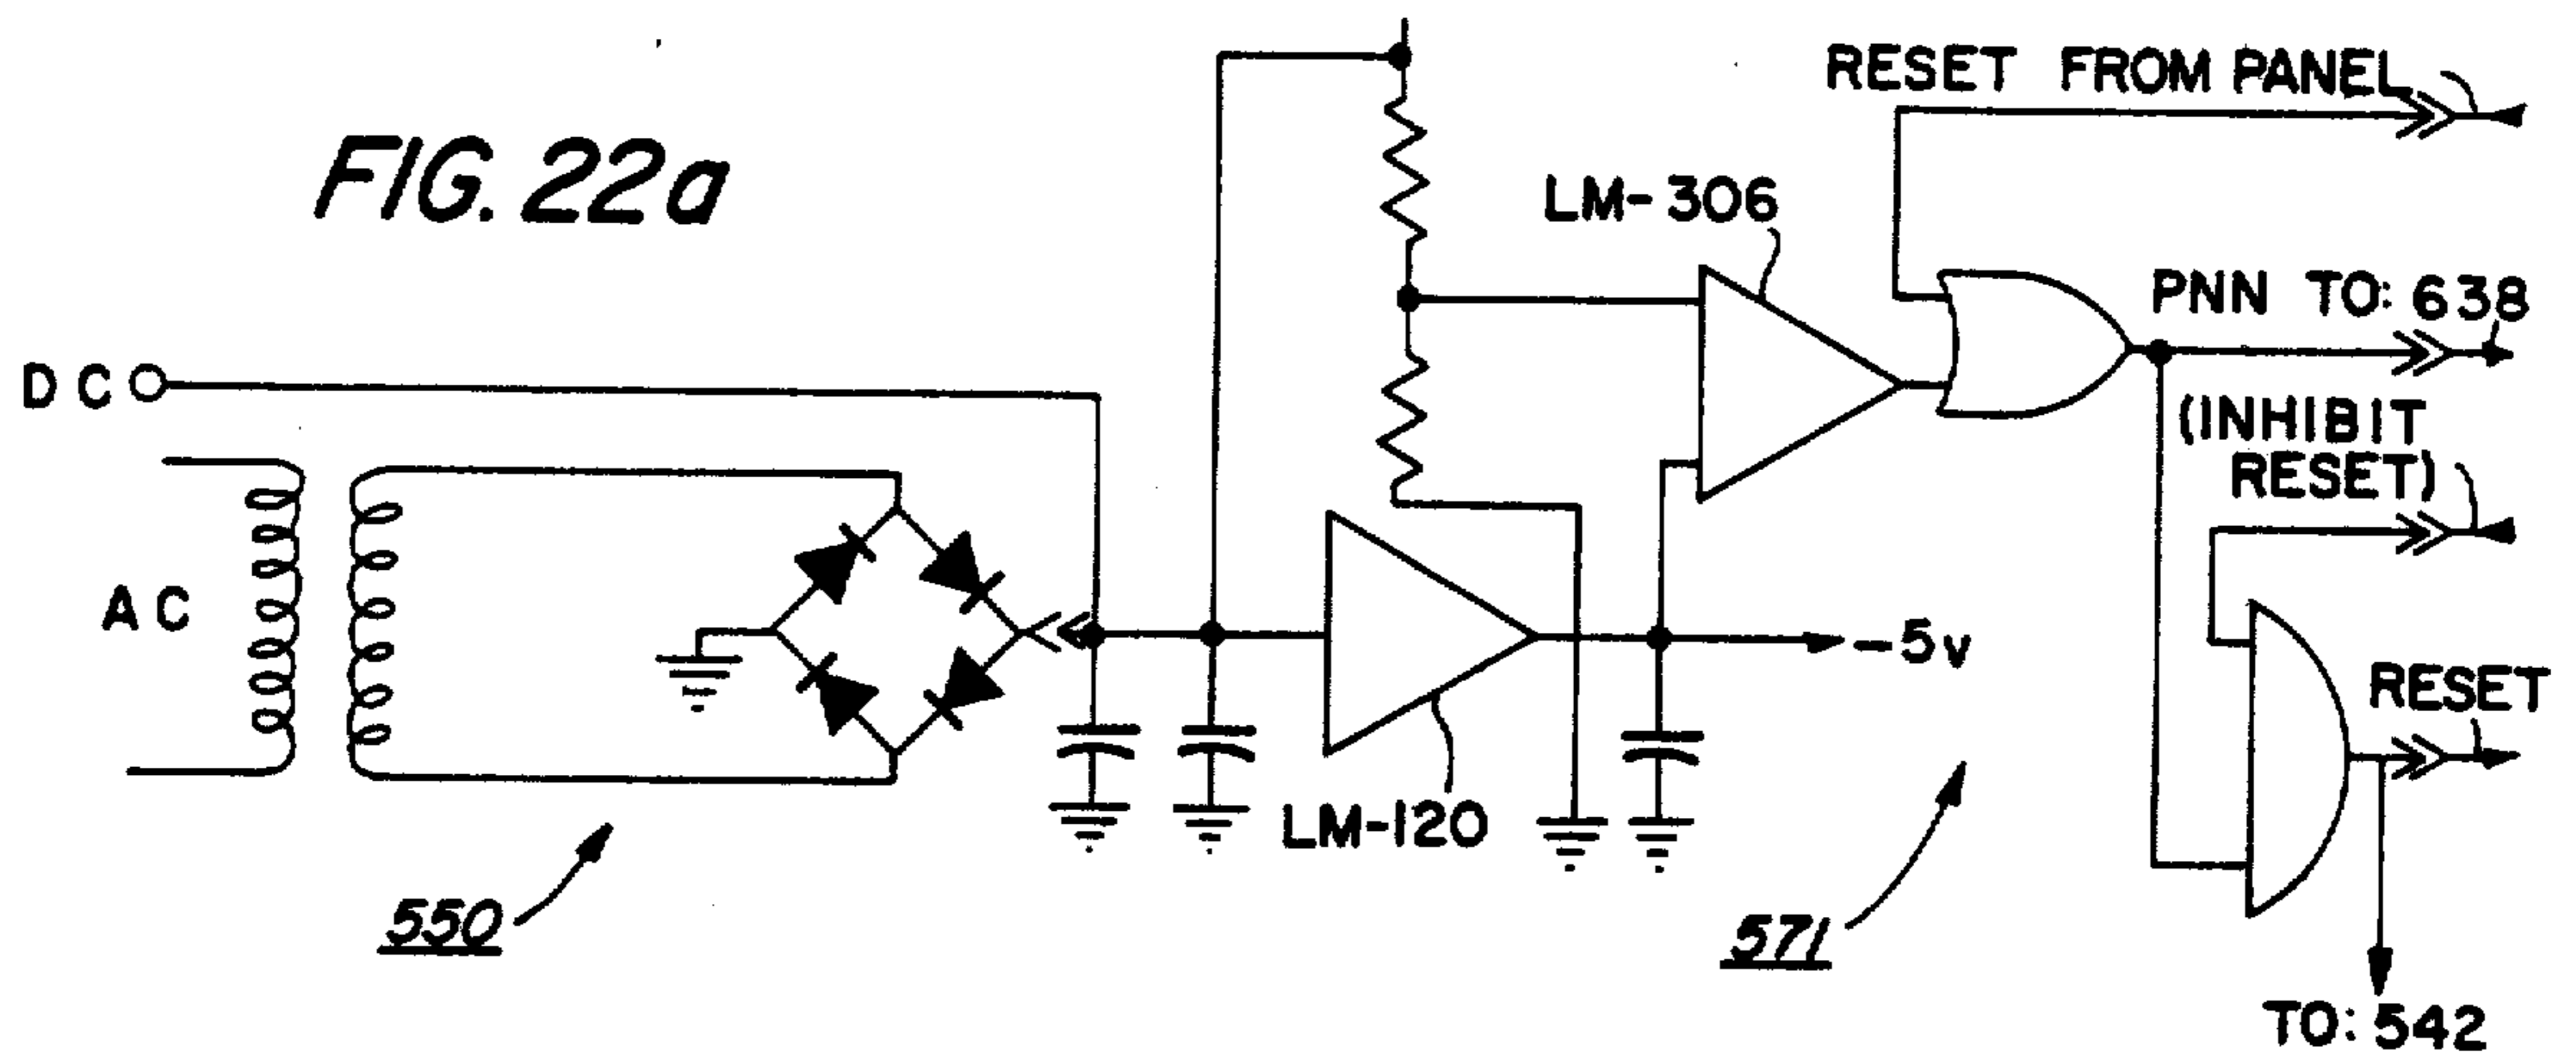 FIG. 22a
RESET FROM PANEL
LM-306
PNN TO: 638
DC
(INHIBIT
RESET)
AC
-5v
RESET
LM-120
550
571
TO: 542